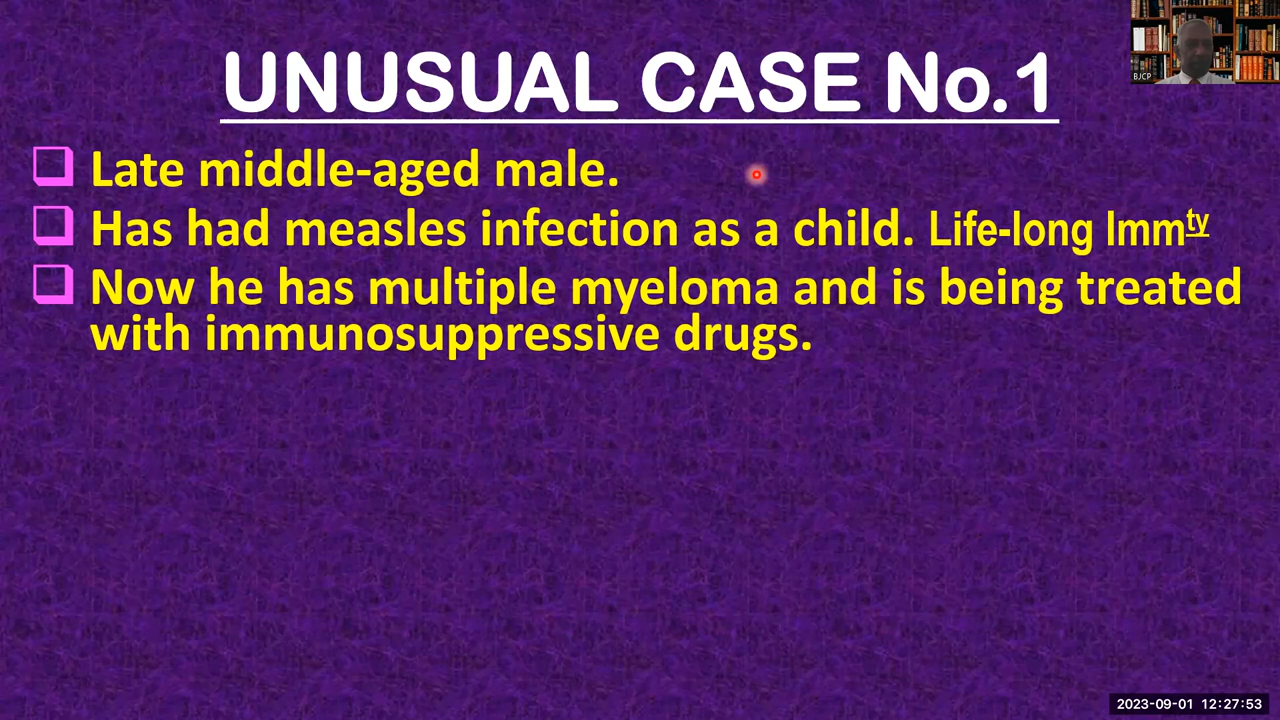 BJCP
UNUSUAL CASE No.1
Late middle-aged male.
Has had measles infection as a child. Life-long Immty
Now he has multiple myeloma and is being treated
with immunosuppressive drugs.
2023-09-01 12:27:53